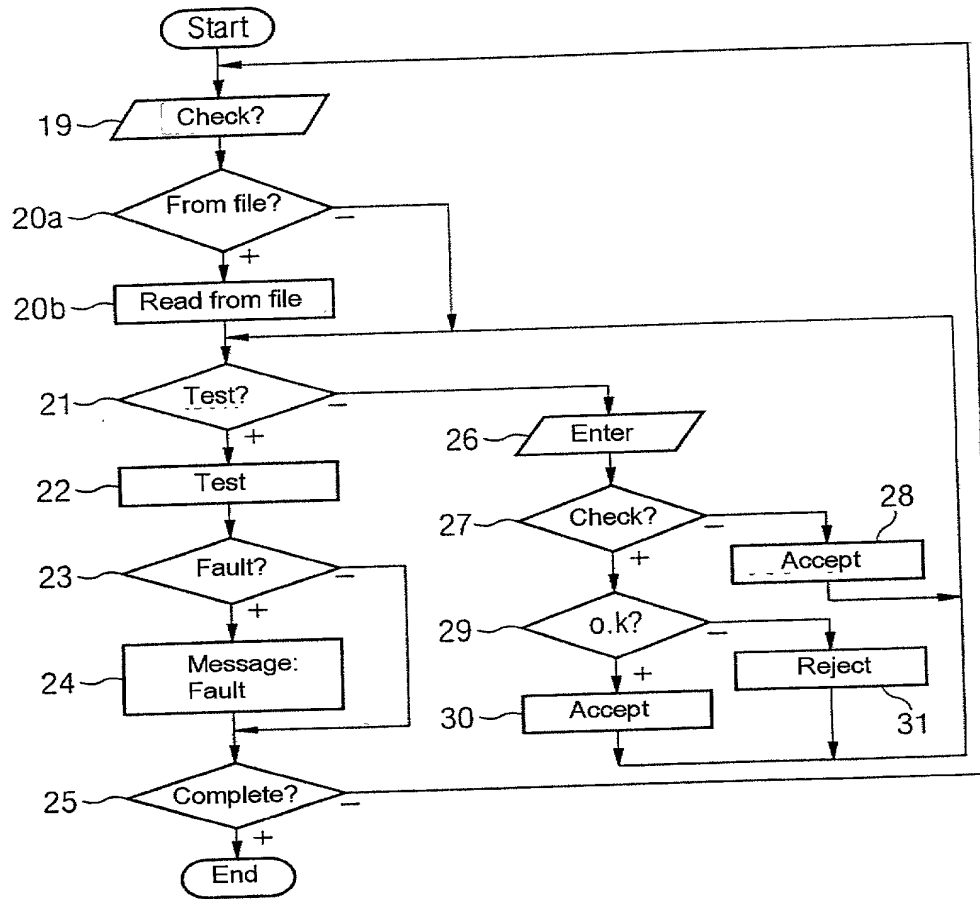 Start
19
Check?
20a
From file?
–
+
20b
Read from file
21
Test?
–
+
26
Enter
22
Test
27
Check?
–
+
28
Accept
23
Fault?
–
+
29
o.k?
–
+
24
Message:
Fault
Reject
31
30
Accept
25
Complete?
–
+
End